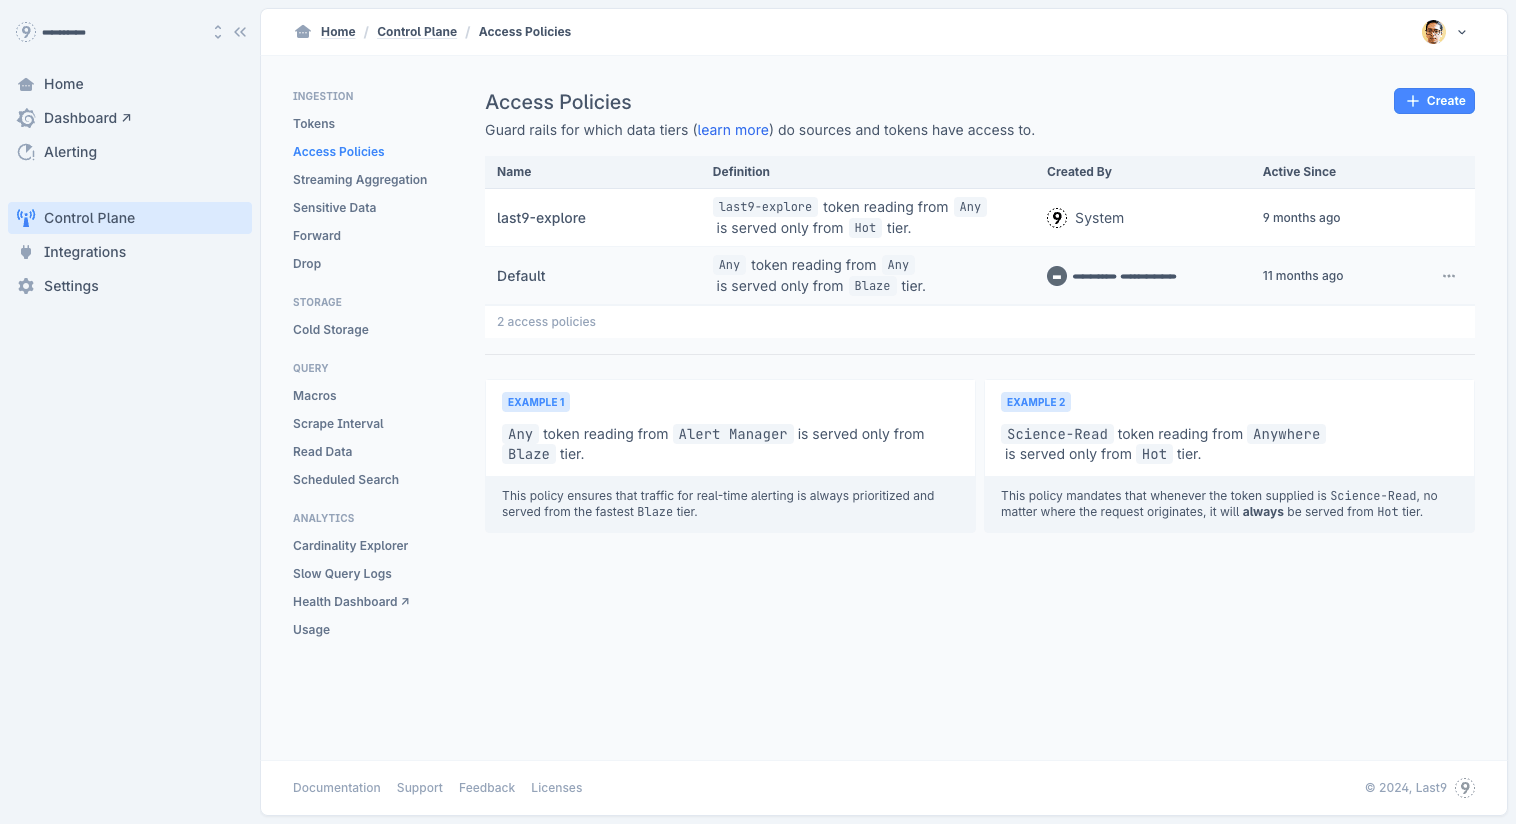 Home
Dashboard ↗
Alerting
Control Plane
Integrations
Settings
Home / Control Plane / Access Policies
INGESTION
Tokens
Access Policies
Streaming Aggregation
Sensitive Data
Forward
Drop
STORAGE
Cold Storage
QUERY
Macros
Scrape Interval
Read Data
Scheduled Search
ANALYTICS
Cardinality Explorer
Slow Query Logs
Health Dashboard ↗
Usage
Access Policies
+ Create
Guard rails for which data tiers (learn more) do sources and tokens have access to.
Name Definition Created By Active Since
last9-explore
last9-explore token reading from Any
is served only from Hot tier.
9 System
9 months ago
Default
Any token reading from Any
is served only from Blaze tier.
11 months ago
2 access policies
EXAMPLE 1
Any token reading from Alert Manager is served only from
Blaze tier.
This policy ensures that traffic for real-time alerting is always prioritized and
served from the fastest Blaze tier.
EXAMPLE 2
Science-Read token reading from Anywhere
is served only from Hot tier.
This policy mandates that whenever the token supplied is Science-Read, no
matter where the request originates, it will always be served from Hot tier.
Documentation Support Feedback Licenses
© 2024, Last9 9